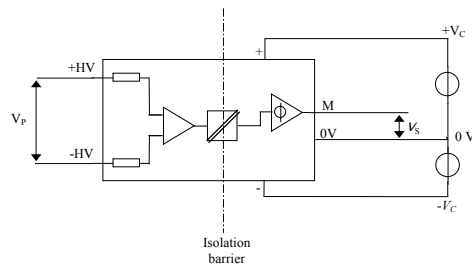 +V_C
+
+HV
V_P
M
V_S
0V
0 V
-HV
-
-V_C
Isolation
barrier